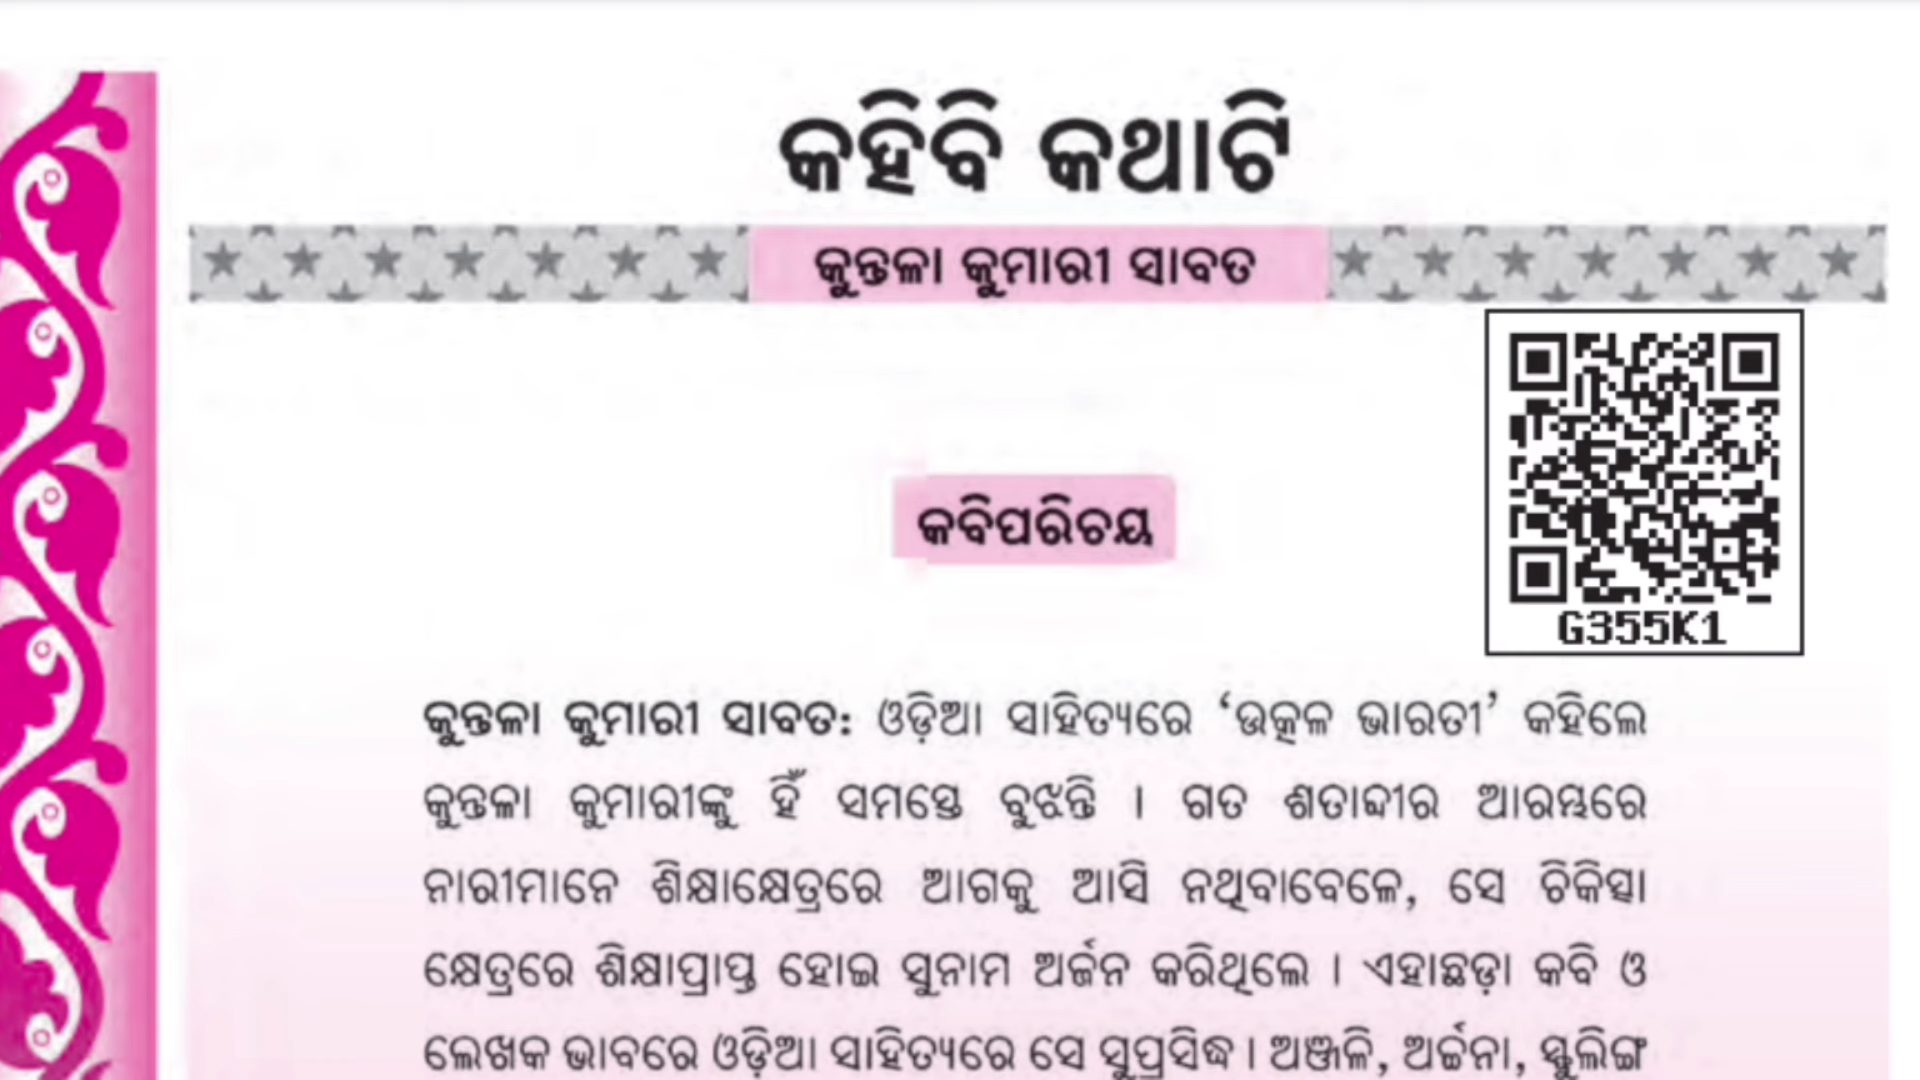 କହିବି କଥାଟି
କୁନ୍ତଳା କୁମାରୀ ସାବତ
କବିପରିଚୟ
G355K1
କୁନ୍ତଳା କୁମାରୀ ସାବତ: ଓଡ଼ିଆ ସାହିତ୍ୟରେ ‘ଉତ୍କଳ ଭାରତୀ’ କହିଲେ
କୁନ୍ତଳା କୁମାରୀଙ୍କୁ ହିଁ ସମସ୍ତେ ବୁଝନ୍ତି । ଗତ ଶତାବ୍ଦୀର ଆରମ୍ଭରେ
ନାରୀମାନେ ଶିକ୍ଷାକ୍ଷେତ୍ରରେ ଆଗକୁ ଆସି ନଥିବାବେଳେ, ସେ ଚିକିତ୍ସା
କ୍ଷେତ୍ରରେ ଶିକ୍ଷାପ୍ରାପ୍ତ ହୋଇ ସୁନାମ ଅର୍ଜନ କରିଥିଲେ । ଏହାଛଡ଼ା କବି ଓ
ଲେଖକ ଭାବରେ ଓଡ଼ିଆ ସାହିତ୍ୟରେ ସେ ସୁପ୍ରସିଦ୍ଧ । ଅଞ୍ଜଳି, ଅର୍ଚ୍ଚନା, ସ୍ଫୁଲିଙ୍ଗ